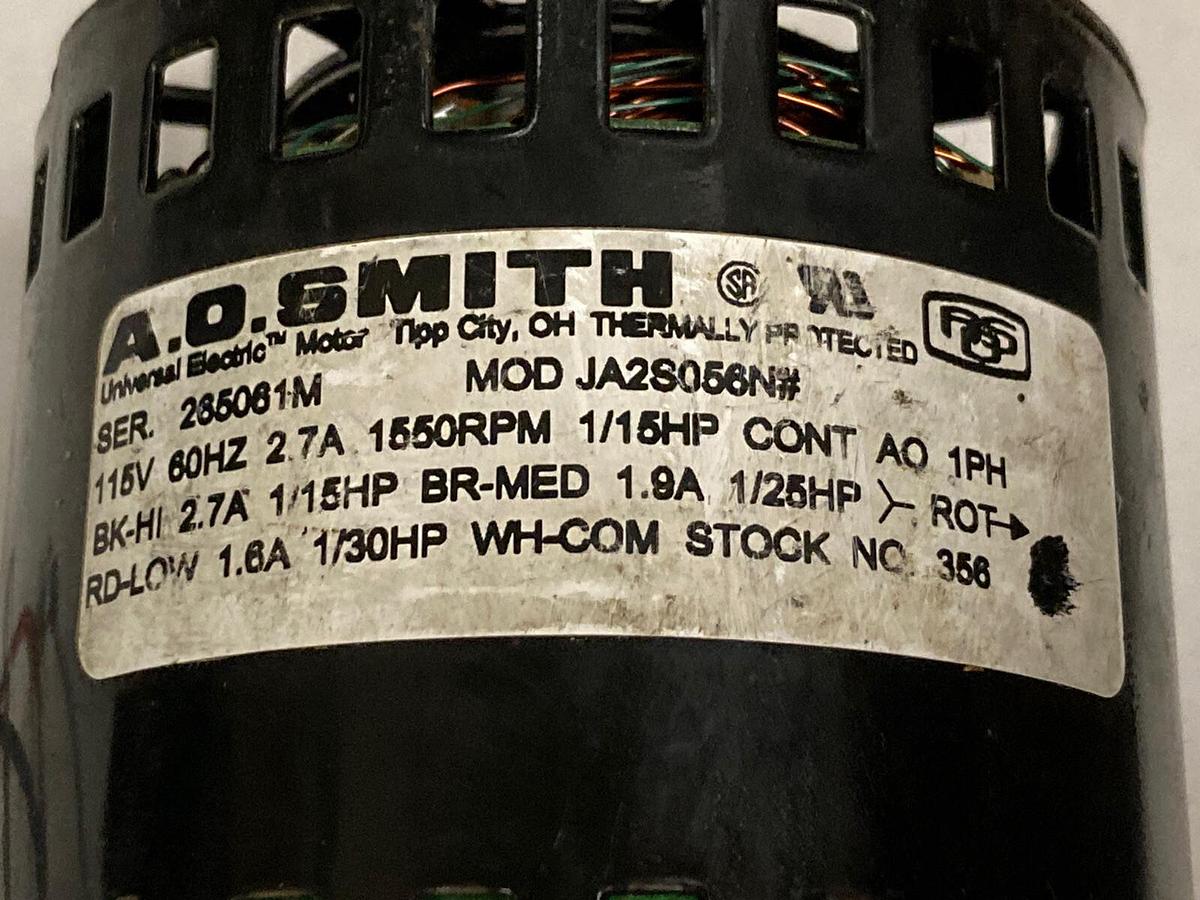 A.O.SMITH SA
Universal Electric™ Motor Tipp City, OH THERMALLY PROTECTED
SER. 265061M MOD JA2S056N#
115V 60HZ 2.7A 1550RPM 1/15HP CONT AO 1PH
BK-HI 2.7A 1/15HP BR-MED 1.9A 1/25HP ROT
RD-LOW 1.6A 1/30HP WH-COM STOCK NO. 356